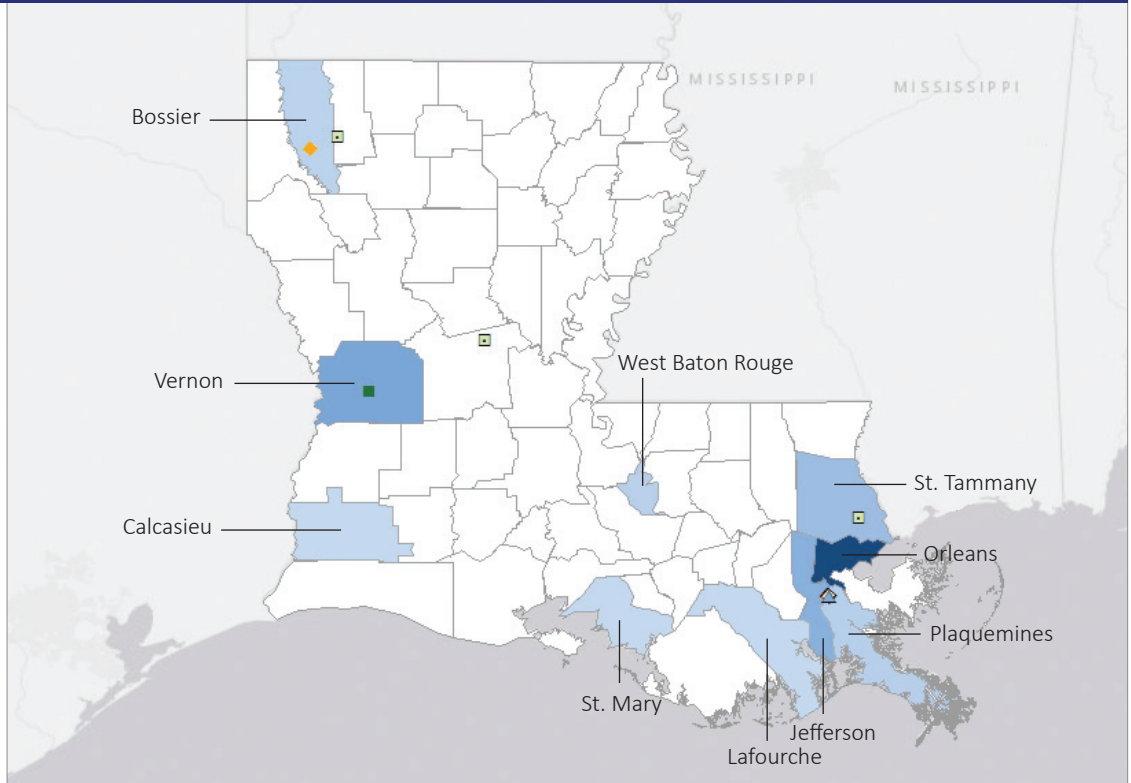 MISSISSIPPI
MISSISSIPPI
Bossier
West Baton Rouge
Vernon
St. Tammany
Calcasieu
Orleans
Plaquemines
St. Mary
Jefferson
Lafourche